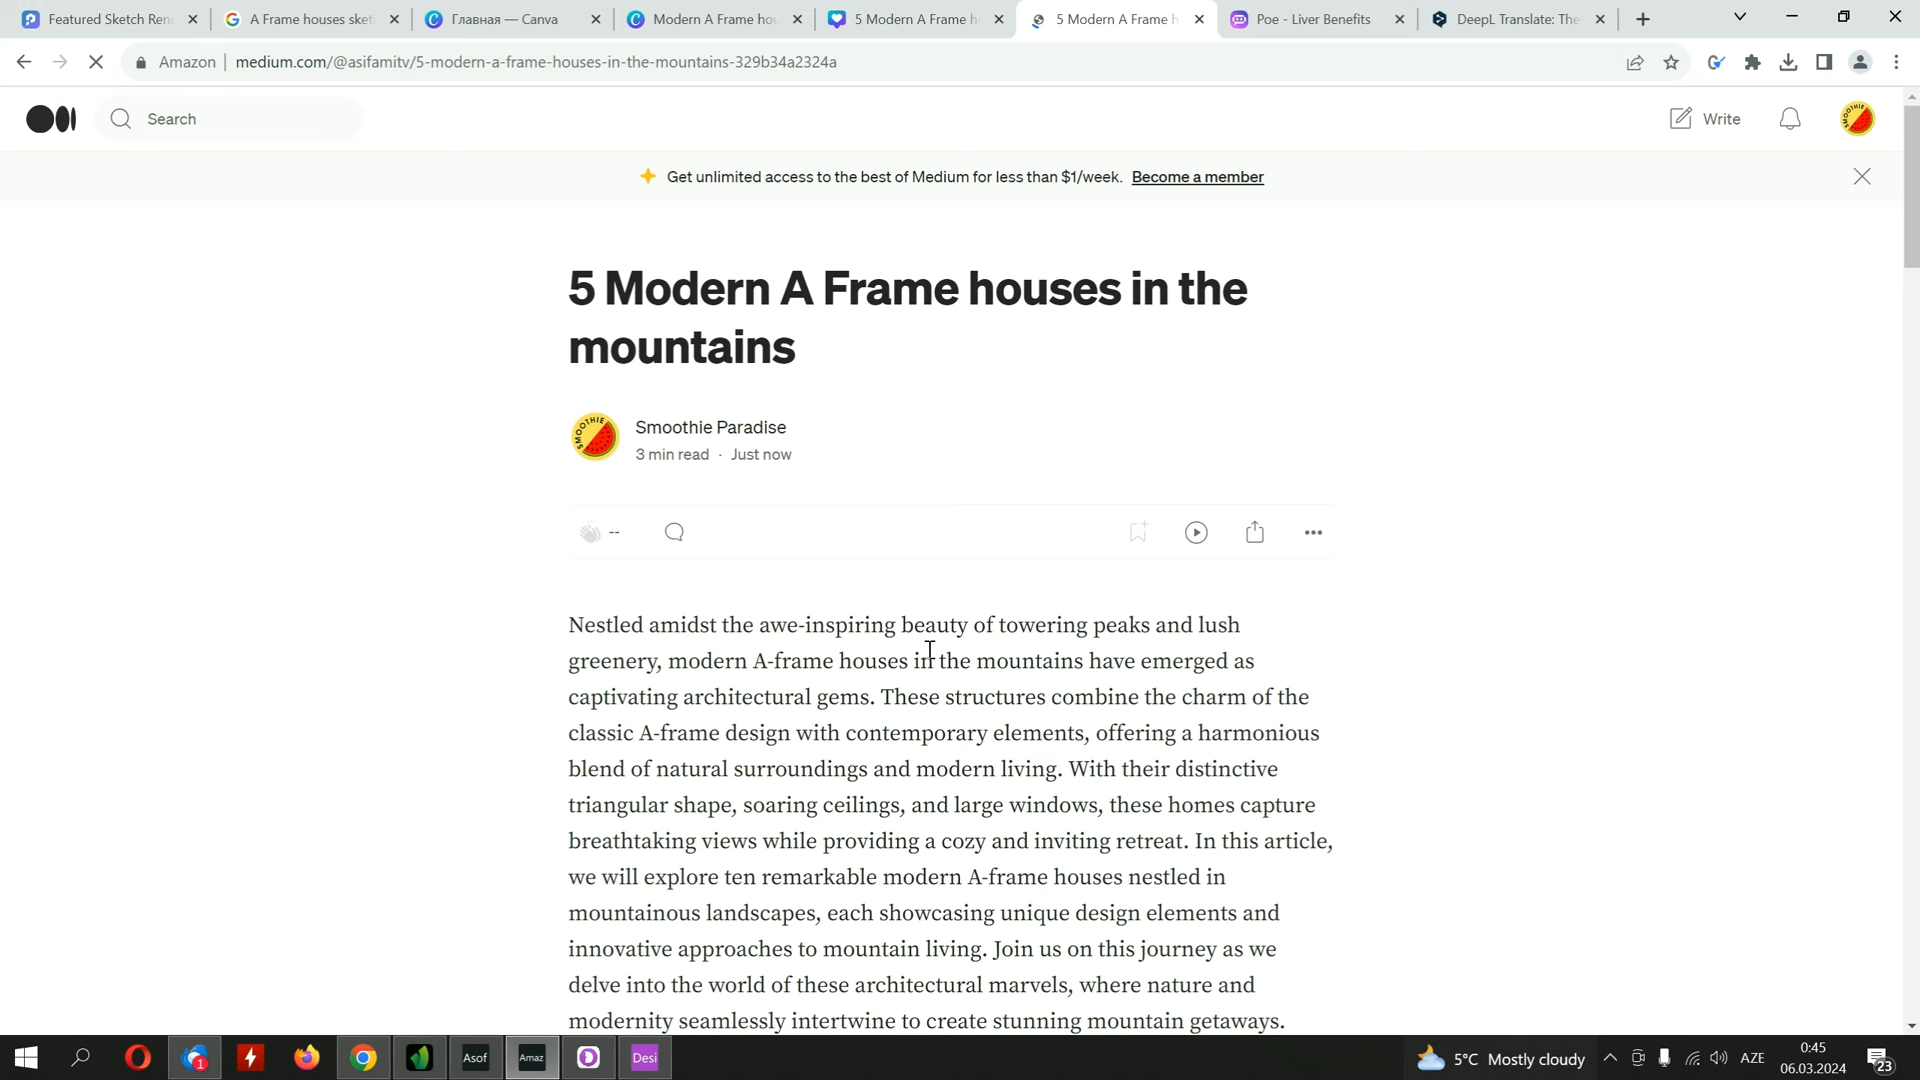 Featured Sketch Ren
A Frame houses sket
Главная — Canva
Modern A Frame hou
5 Modern A Frame h
5 Modern A Frame h
Poe - Liver Benefits
DeepL Translate: The
Amazon
medium.com/@asifamitv/5-modern-a-frame-houses-in-the-mountains-329b34a2324a
Search
Write
SMOOTHIE
Get unlimited access to the best of Medium for less than $1/week. Become a member
5 Modern A Frame houses in the
mountains
SMOOTHIE
Smoothie Paradise
3 min read · Just now
--
Nestled amidst the awe-inspiring beauty of towering peaks and lush
greenery, modern A-frame houses in the mountains have emerged as
captivating architectural gems. These structures combine the charm of the
classic A-frame design with contemporary elements, offering a harmonious
blend of natural surroundings and modern living. With their distinctive
triangular shape, soaring ceilings, and large windows, these homes capture
breathtaking views while providing a cozy and inviting retreat. In this article,
we will explore ten remarkable modern A-frame houses nestled in
mountainous landscapes, each showcasing unique design elements and
innovative approaches to mountain living. Join us on this journey as we
delve into the world of these architectural marvels, where nature and
modernity seamlessly intertwine to create stunning mountain getaways.
1
Asof
Amaz
Desi
5°C Mostly cloudy
AZE
0:45
06.03.2024
23